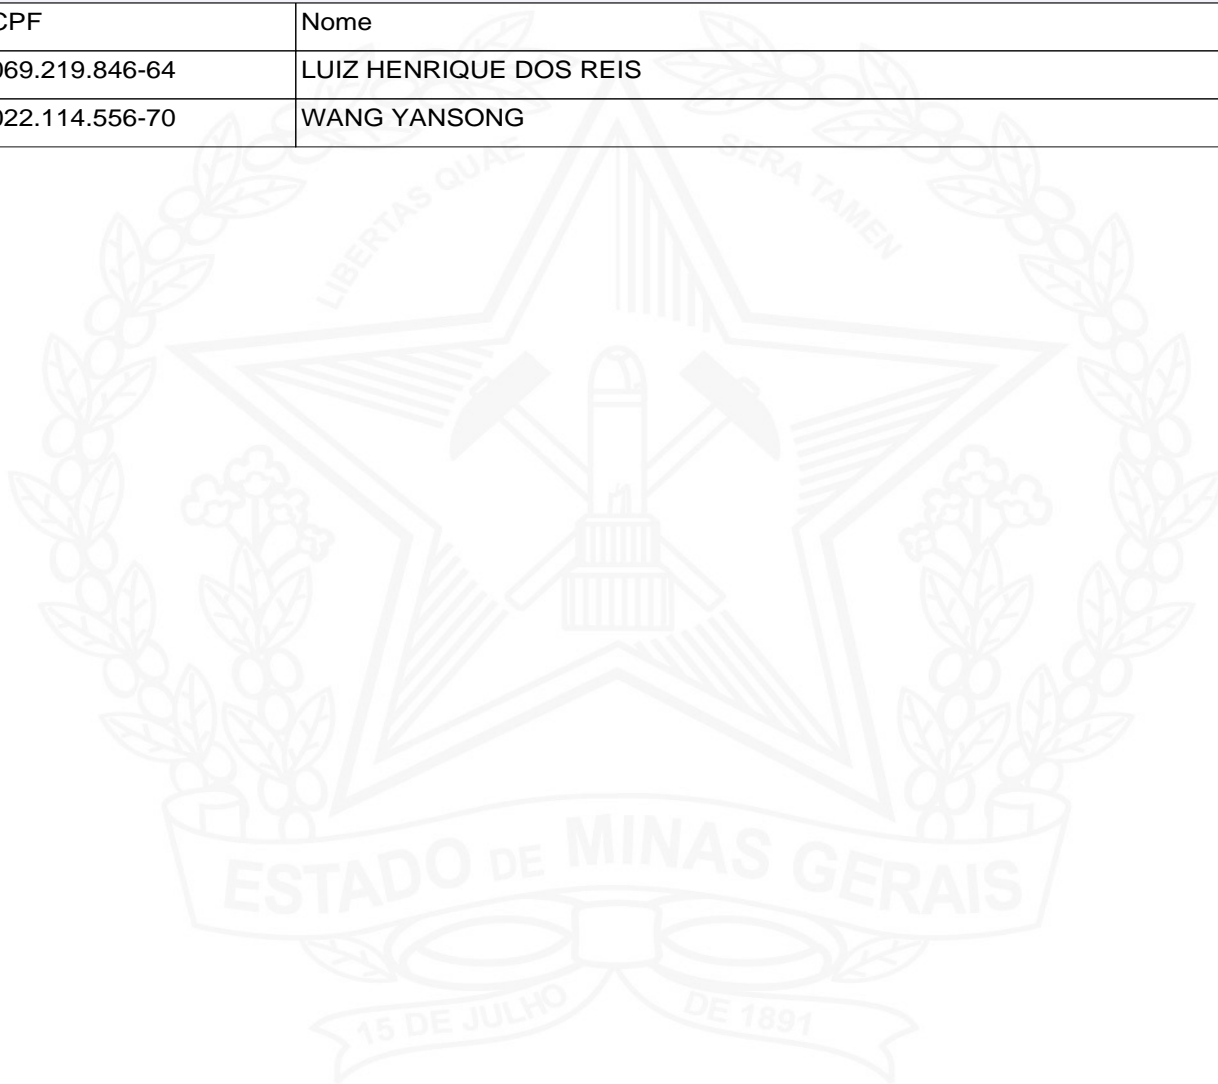 CPF Nome
069.219.846-64 LUIZ HENRIQUE DOS REIS
022.114.556-70 WANG YANSONG
LIBERTAS QUAE SERA TAMEN
ESTADO DE MINAS GERAIS
15 DE JULHO DE 1891